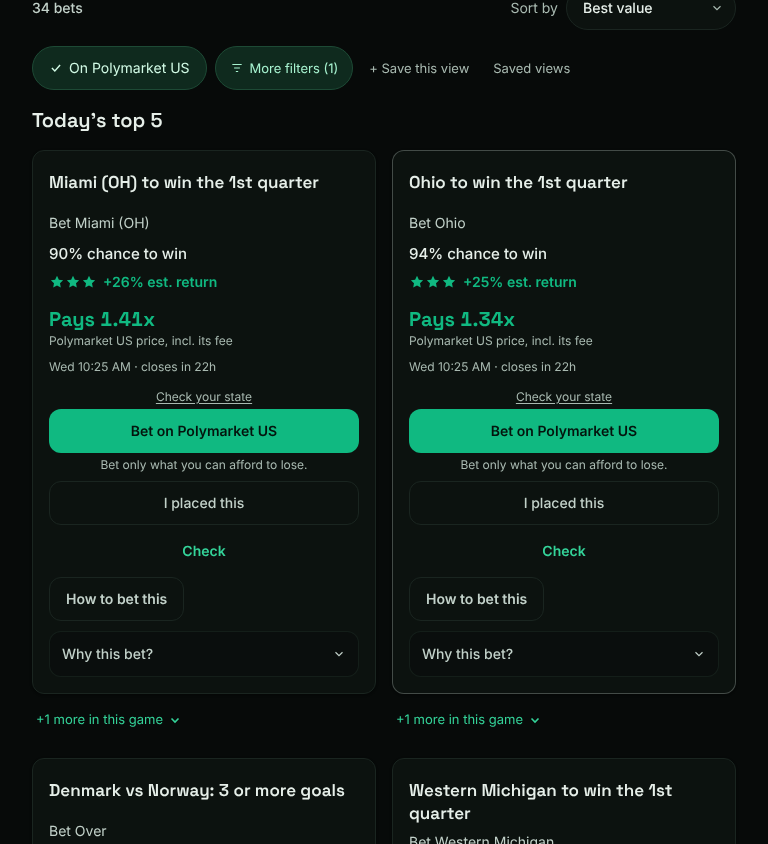 34 bets
Sort by
Best value
On Polymarket US
More filters (1)
+ Save this view
Saved views
Today's top 5
Miami (OH) to win the 1st quarter
Bet Miami (OH)
90% chance to win
+26% est. return
Pays 1.41x
Polymarket US price, incl. its fee
Wed 10:25 AM · closes in 22h
Check your state
Bet on Polymarket US
Bet only what you can afford to lose.
I placed this
Check
How to bet this
Why this bet?
+1 more in this game
Ohio to win the 1st quarter
Bet Ohio
94% chance to win
+25% est. return
Pays 1.34x
Polymarket US price, incl. its fee
Wed 10:25 AM · closes in 22h
Check your state
Bet on Polymarket US
Bet only what you can afford to lose.
I placed this
Check
How to bet this
Why this bet?
+1 more in this game
Denmark vs Norway: 3 or more goals
Bet Over
Western Michigan to win the 1st
quarter
Bet Western Michigan